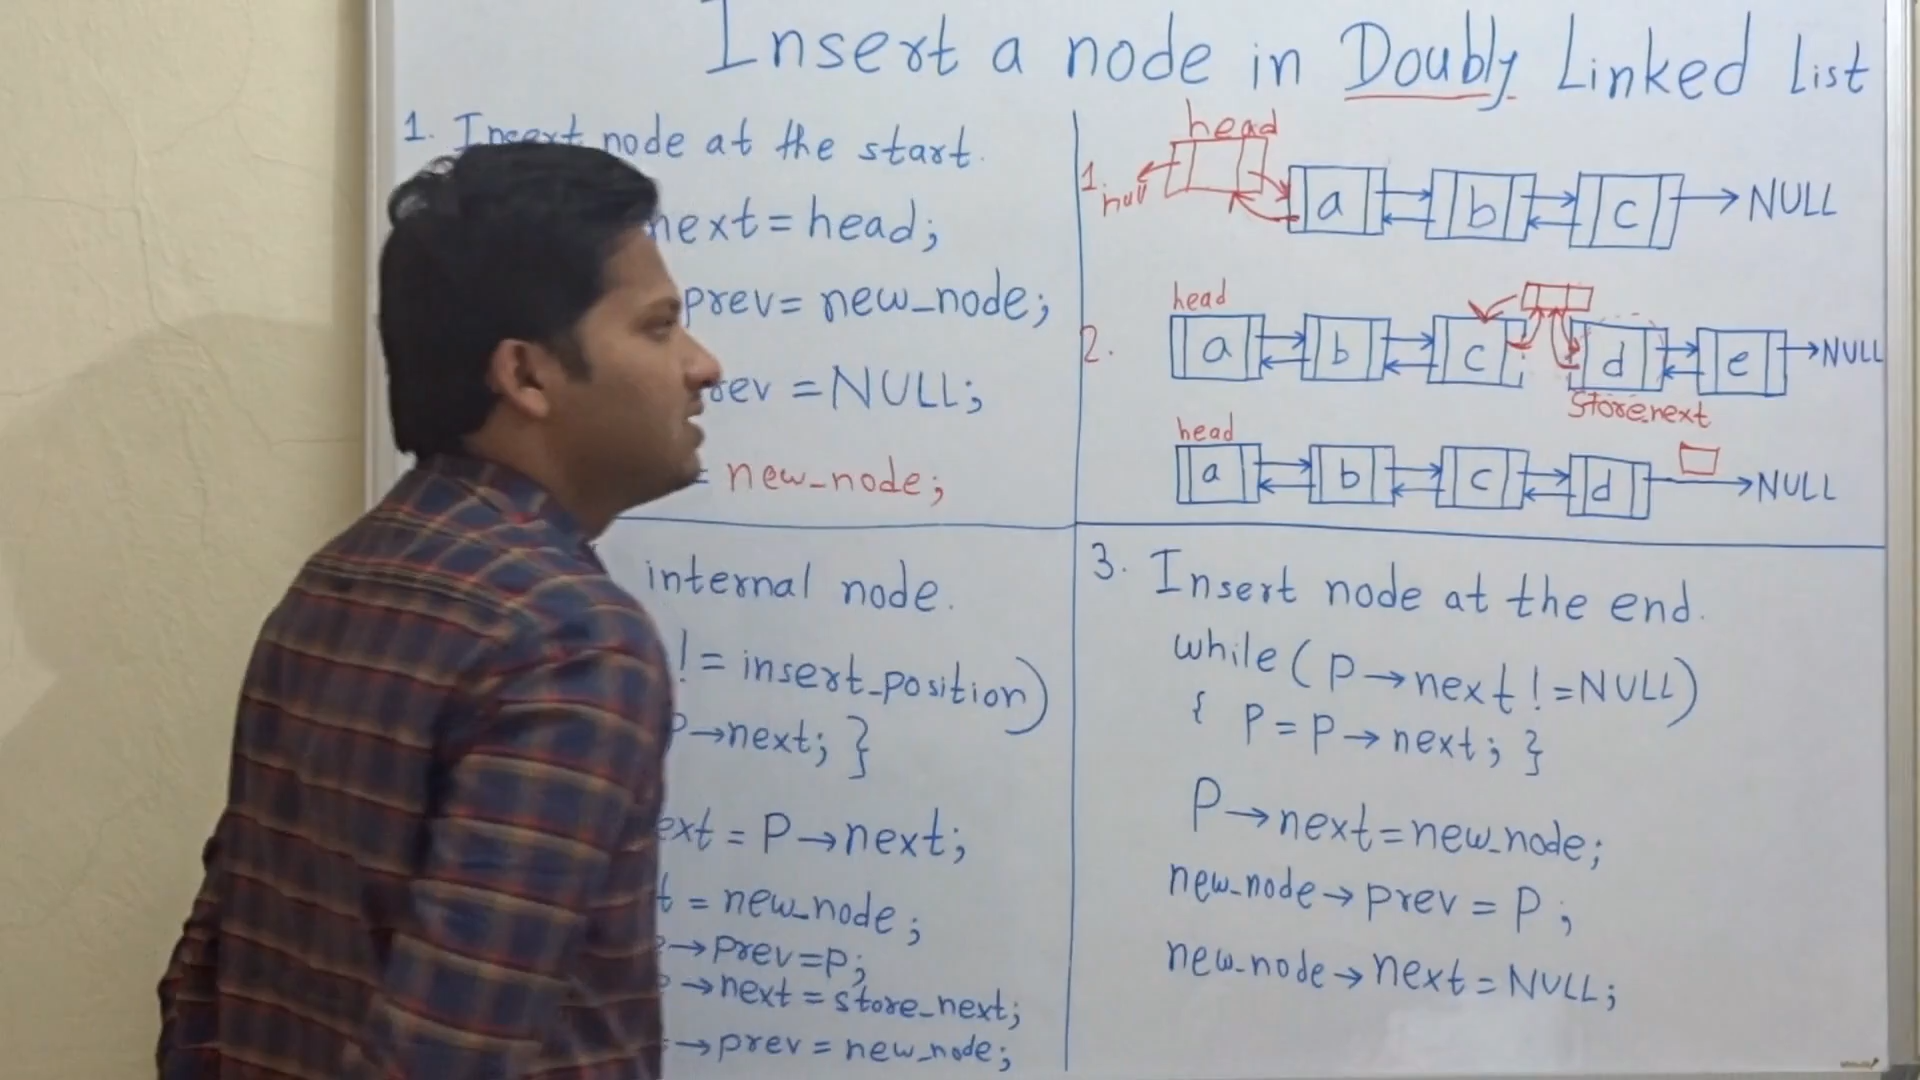 Insert a node in Doubly Linked List
1. Insert node at the start.
next = head;
prev = new_node;
= NULL;
= new_node;
head
1.
null
a b c → NULL
head
2.
a b c d e → NULL
store.next
head
a b c d → NULL
internal node.
!= insert_position)
P→next; }
= P→next;
= new_node;
→prev=P;
→next = store_next;
→prev = new_node;
3. Insert node at the end.
while (P→next != NULL)
{ P = P→next; }
P→next = new_node;
new_node→prev = P;
new_node→next = NULL;